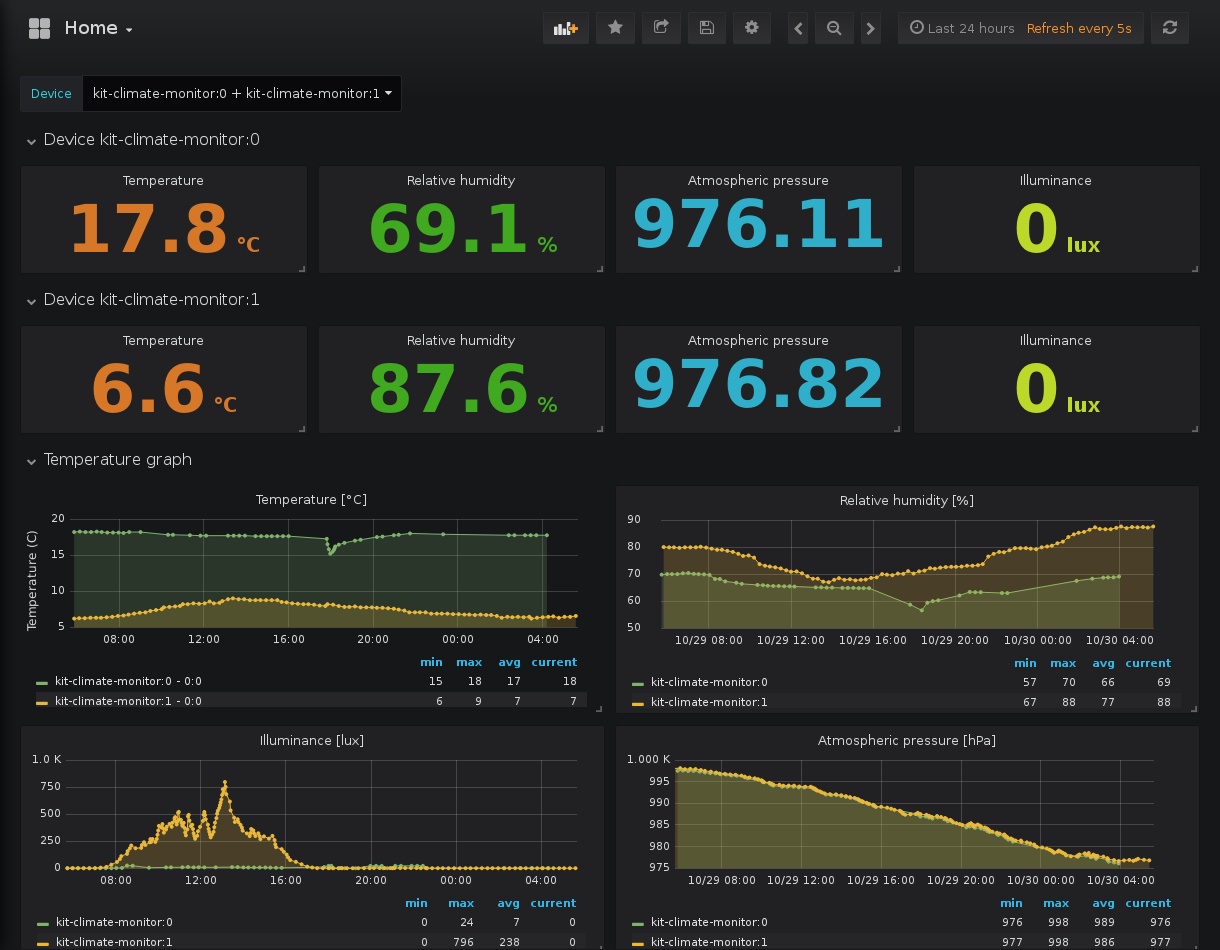 Home
Last 24 hours Refresh every 5s
Device kit-climate-monitor:0 + kit-climate-monitor:1
Device kit-climate-monitor:0
Temperature Relative humidity Atmospheric pressure Illuminance
17.8 °C 69.1 % 976.11 0 lux
Device kit-climate-monitor:1
Temperature Relative humidity Atmospheric pressure Illuminance
6.6 °C 87.6 % 976.82 0 lux
Temperature graph
Temperature [°C]
Temperature (C)
20
15
10
5
08:00 12:00 16:00 20:00 00:00 04:00
min max avg current
kit-climate-monitor:0 - 0:0 15 18 17 18
kit-climate-monitor:1 - 0:0 6 9 7 7
Relative humidity [%]
90
80
70
60
50
10/29 08:00 10/29 12:00 10/29 16:00 10/29 20:00 10/30 00:00 10/30 04:00
min max avg current
kit-climate-monitor:0 57 70 66 69
kit-climate-monitor:1 67 88 77 88
Illuminance [lux]
1.0 K
750
500
250
0
08:00 12:00 16:00 20:00 00:00 04:00
min max avg current
kit-climate-monitor:0 0 24 7 0
kit-climate-monitor:1 0 796 238 0
Atmospheric pressure [hPa]
1.000 K
995
990
985
980
975
10/29 08:00 10/29 12:00 10/29 16:00 10/29 20:00 10/30 00:00 10/30 04:00
min max avg current
kit-climate-monitor:0 976 998 989 976
kit-climate-monitor:1 977 998 986 977